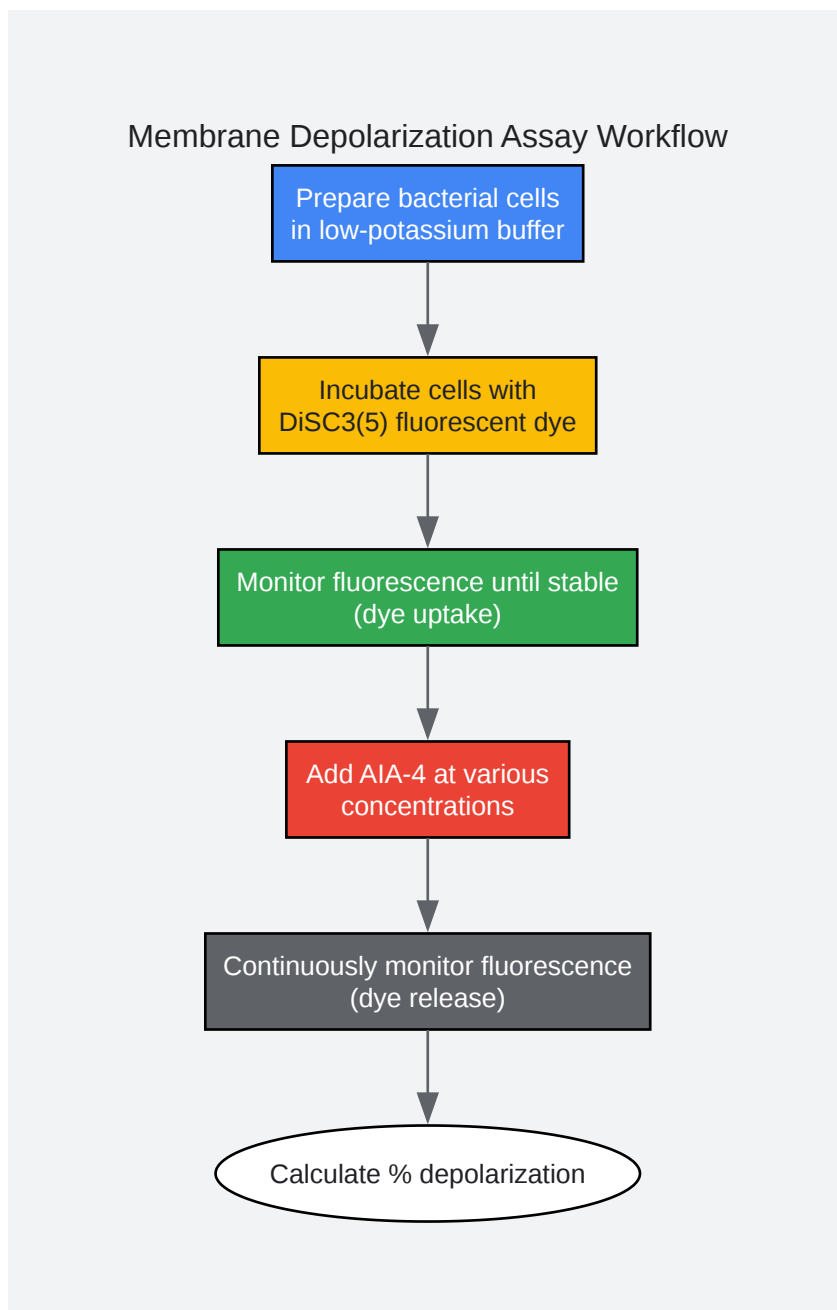 Membrane Depolarization Assay Workflow
Prepare bacterial cells
in low-potassium buffer
Incubate cells with
DiSC3(5) fluorescent dye
Monitor fluorescence until stable
(dye uptake)
Add AIA-4 at various
concentrations
Continuously monitor fluorescence
(dye release)
Calculate % depolarization